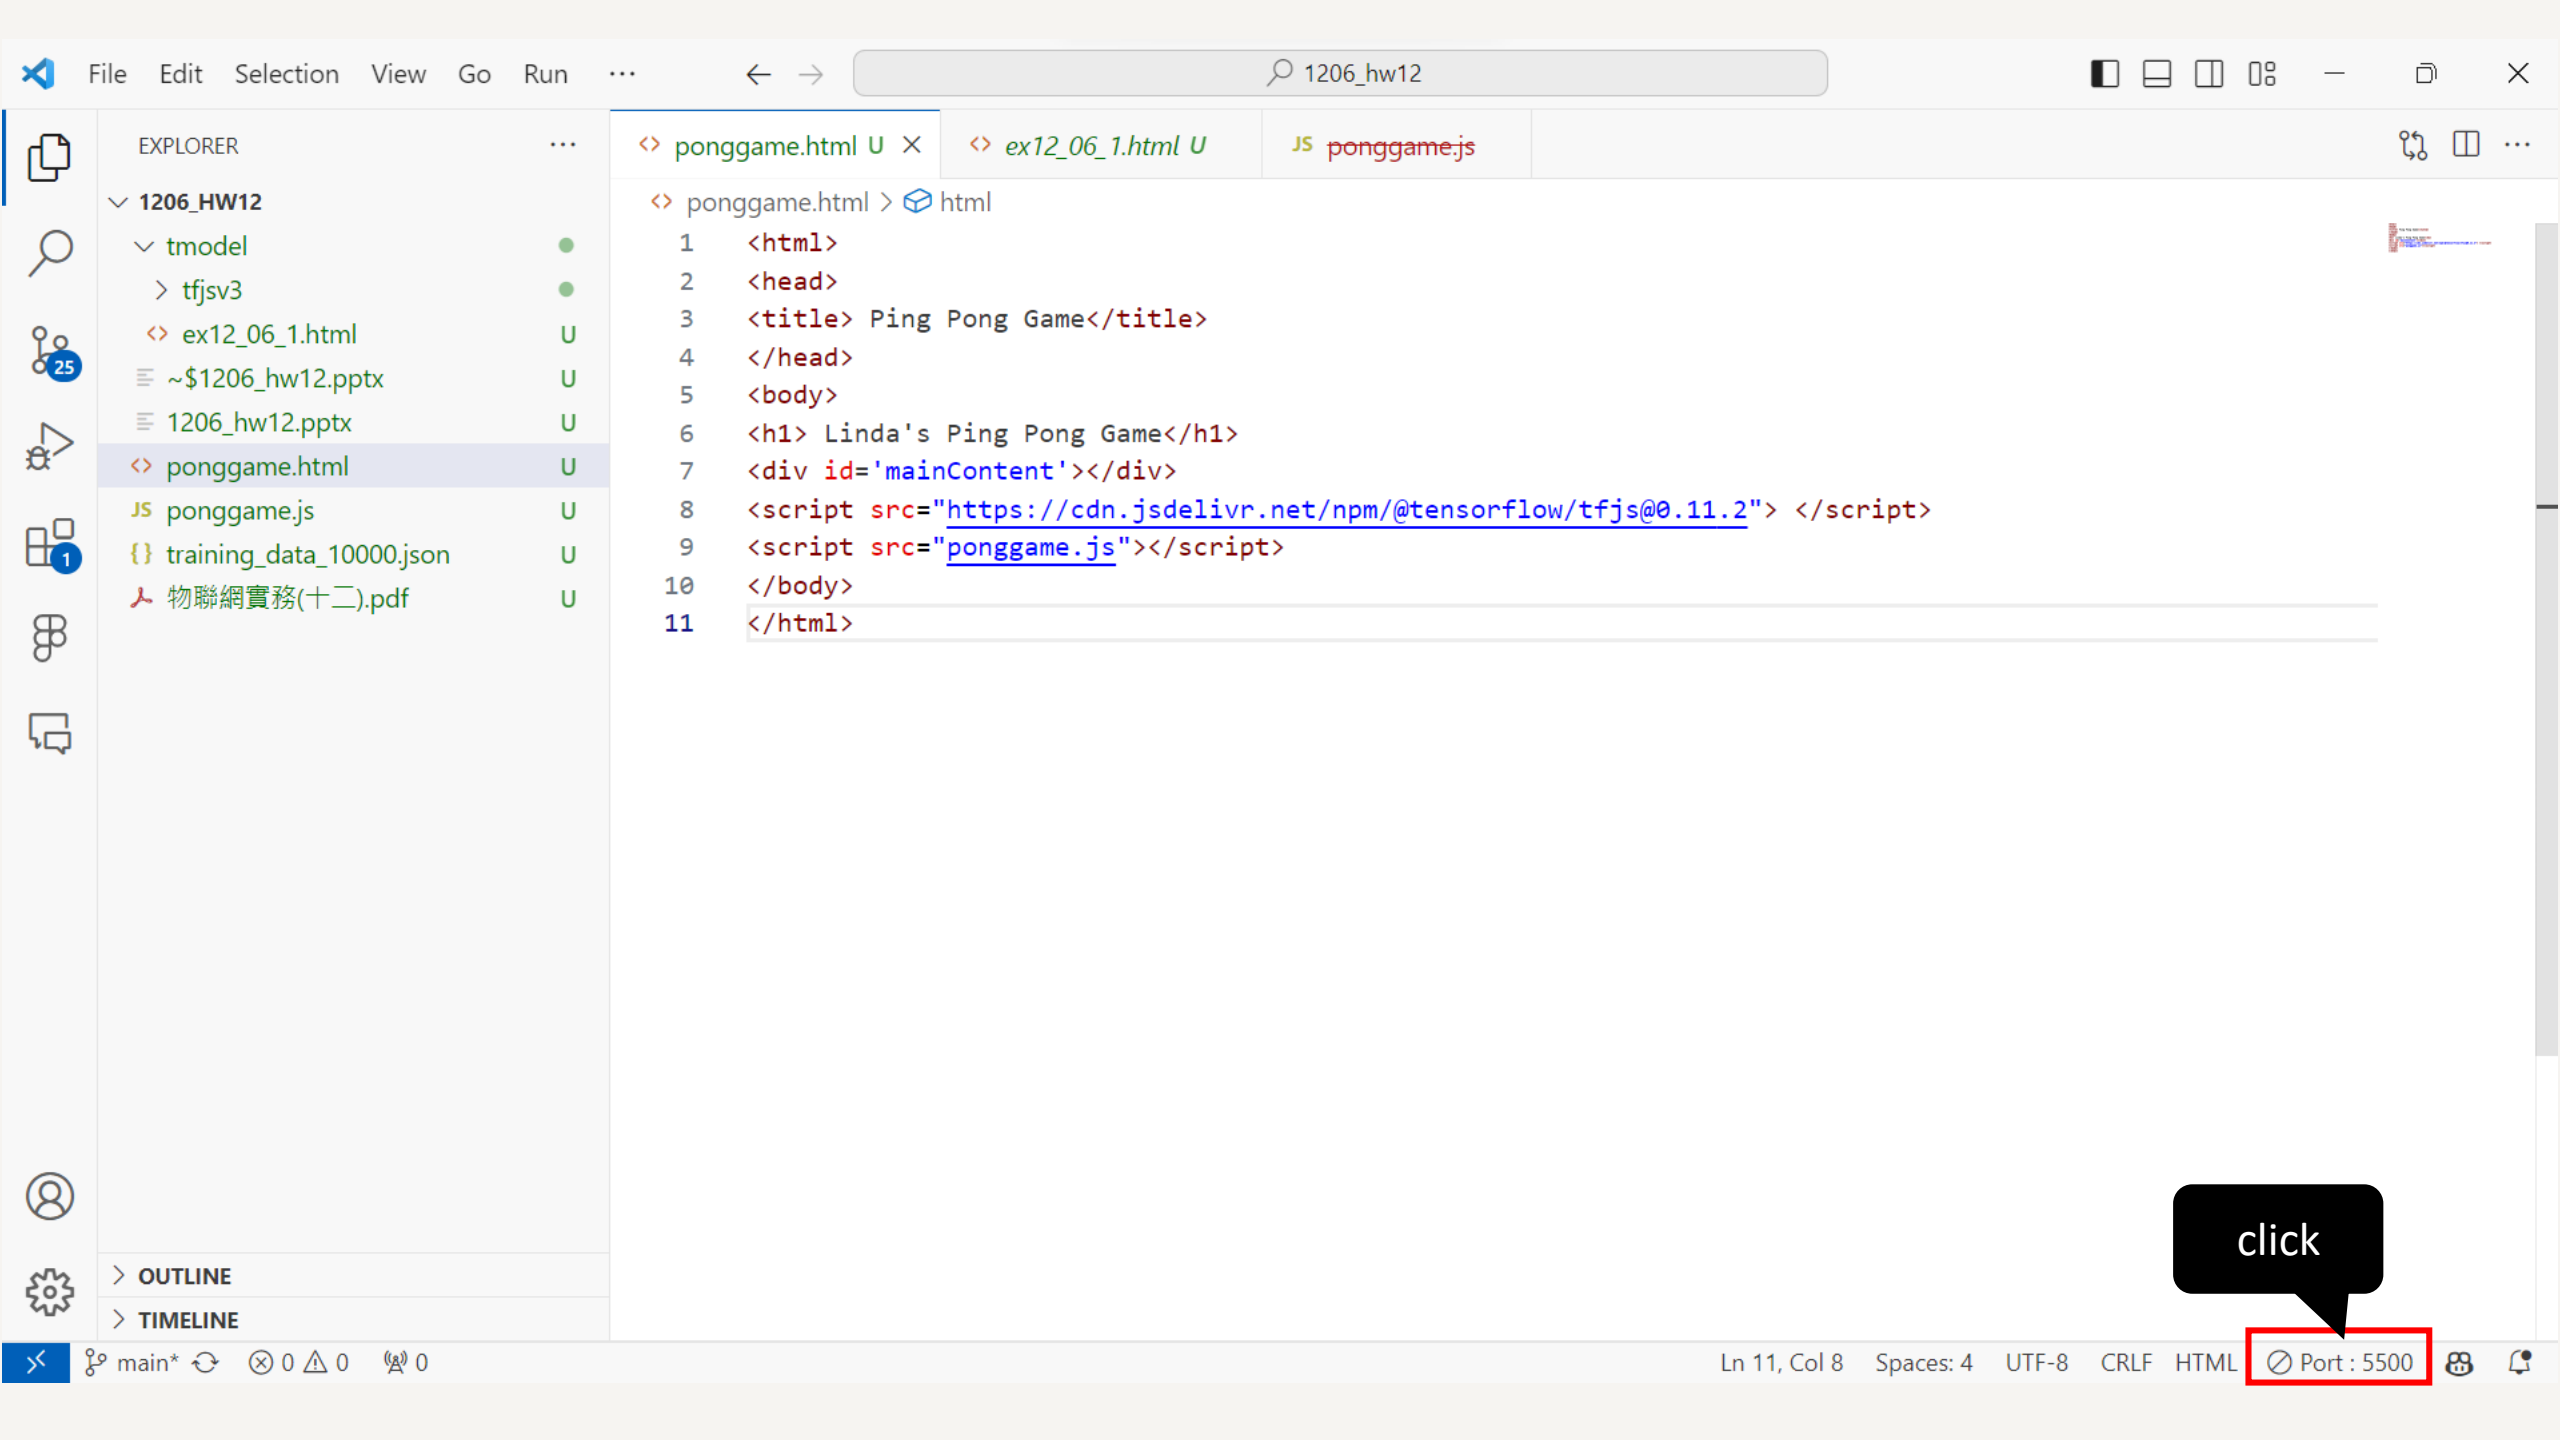 File Edit Selection View Go Run ···
1206_hw12
EXPLORER ···
1206_HW12
tmodel
tfjsv3
ex12_06_1.html U
~$1206_hw12.pptx U
1206_hw12.pptx U
ponggame.html U
JS ponggame.js U
{} training_data_10000.json U
物聯網實務(十二).pdf U
25
1
OUTLINE
TIMELINE
<> ponggame.html U
<> ex12_06_1.html U
JS ponggame.js
<> ponggame.html > html
1 <html>
2 <head>
3 <title> Ping Pong Game</title>
4 </head>
5 <body>
6 <h1> Linda's Ping Pong Game</h1>
7 <div id='mainContent'></div>
8 <script src="https://cdn.jsdelivr.net/npm/@tensorflow/tfjs@0.11.2"> </script>
9 <script src="ponggame.js"></script>
10 </body>
11 </html>
click
main* 0 0 0 Ln 11, Col 8 Spaces: 4 UTF-8 CRLF HTML Port : 5500